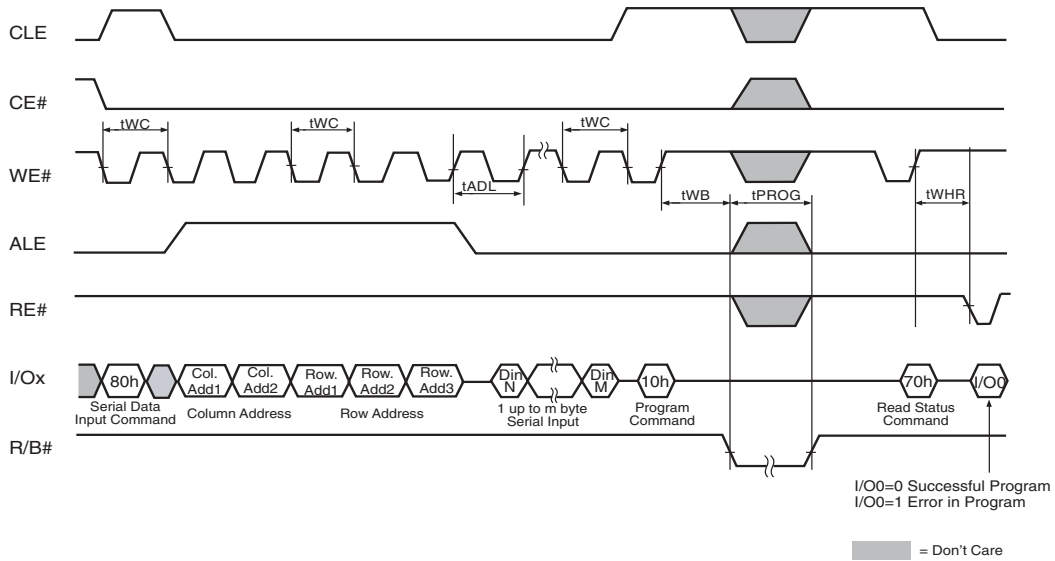 CLE
CE#
tWC
tWC
tWC
WE#
tADL
tWB
tPROG
tWHR
ALE
RE#
I/Ox
80h
Col.
Add1
Col.
Add2
Row.
Add1
Row.
Add2
Row.
Add3
Din
N
Din
M
10h
70h
I/O0
Serial Data
Input Command
Column Address
Row Address
1 up to m byte
Serial Input
Program
Command
Read Status
Command
R/B#
I/O0=0 Successful Program
I/O0=1 Error in Program
= Don't Care